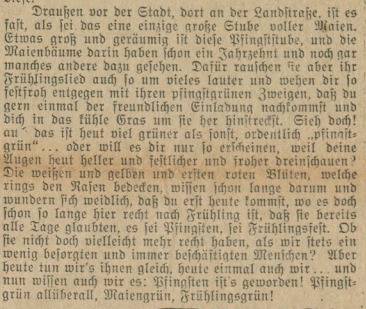 Draußen vor der Stadt, dort an der Landstraße, ist es
fast, als sei das eine einzige große Stube voller Maien.
Etwas groß und geräumig ist diese Pfingststube, und die
Maienbäume darin haben schon ein Jahrzehnt und noch gar
manches andere dazu gesehen. Dafür rauschen sie aber ihr
Frühlingslied auch so um vieles lauter und wehen dir so
festfroh entgegen mit ihren pfingstgrünen Zweigen, daß du
gern einmal der freundlichen Einladung nachkommst und
dich in das kühle Gras um sie her hinstreckst. Sieh doch!
au' das ist heut viel grüner als sonst, ordentlich „pfingst-
grün"... oder will es dir nur so erscheinen, weil deine
Augen heut heller und festlicher und froher dreinschauen?
Die weißen und gelben und ersten roten Blüten, welche
rings den Rasen bedecken, wissen schon lange darum und
wundern sich weidlich, daß du erst heute kommst, wo es doch
schon so lange hier recht nach Frühling ist, daß sie bereits
alle Tage glaubten, es sei Pfingsten, sei Frühlingsfest. Ob
sie nicht doch vielleicht mehr recht haben, als wir stets ein
wenig besorgten und immer beschäftigten Menschen? Aber
heute tun wir's ihnen gleich, heute einmal auch wir... und
nun wissen auch wir es: Pfingsten ist's geworden! Pfingst-
grün allüberall, Maiengrün, Frühlingsgrün!